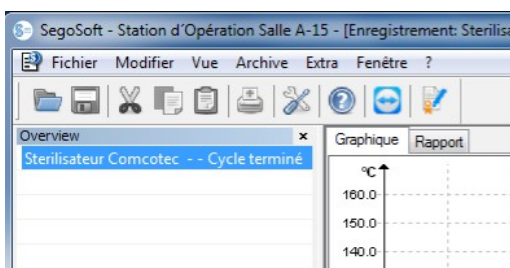 SegoSoft - Station d´Opération Salle A-15 - [Enregistrement: Sterilisa
Fichier Modifier Vue Archive Extra Fenêtre ?
Overview x
Graphique Rapport
Sterilisateur Comcotec - - Cycle terminé
°C
160.0
150.0
140.0